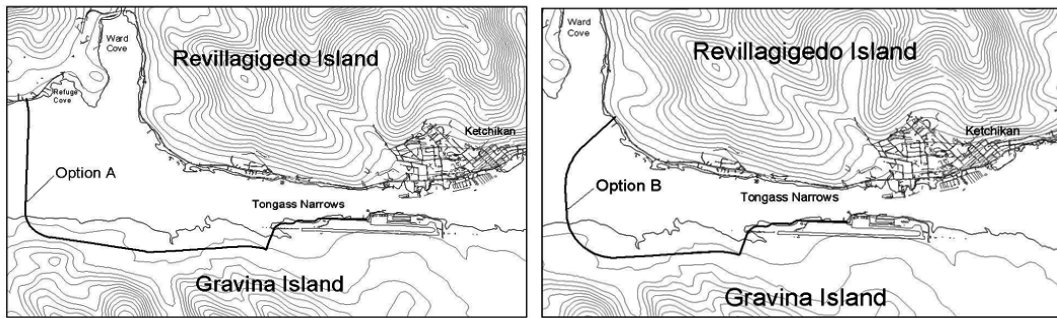 Ward
Cove
Revillagigedo Island
Refuge
Cove
Ketchikan
Option A
Tongass Narrows
Gravina Island
Ward
Cove
Revillagigedo Island
Ketchikan
Option B
Tongass Narrows
Gravina Island